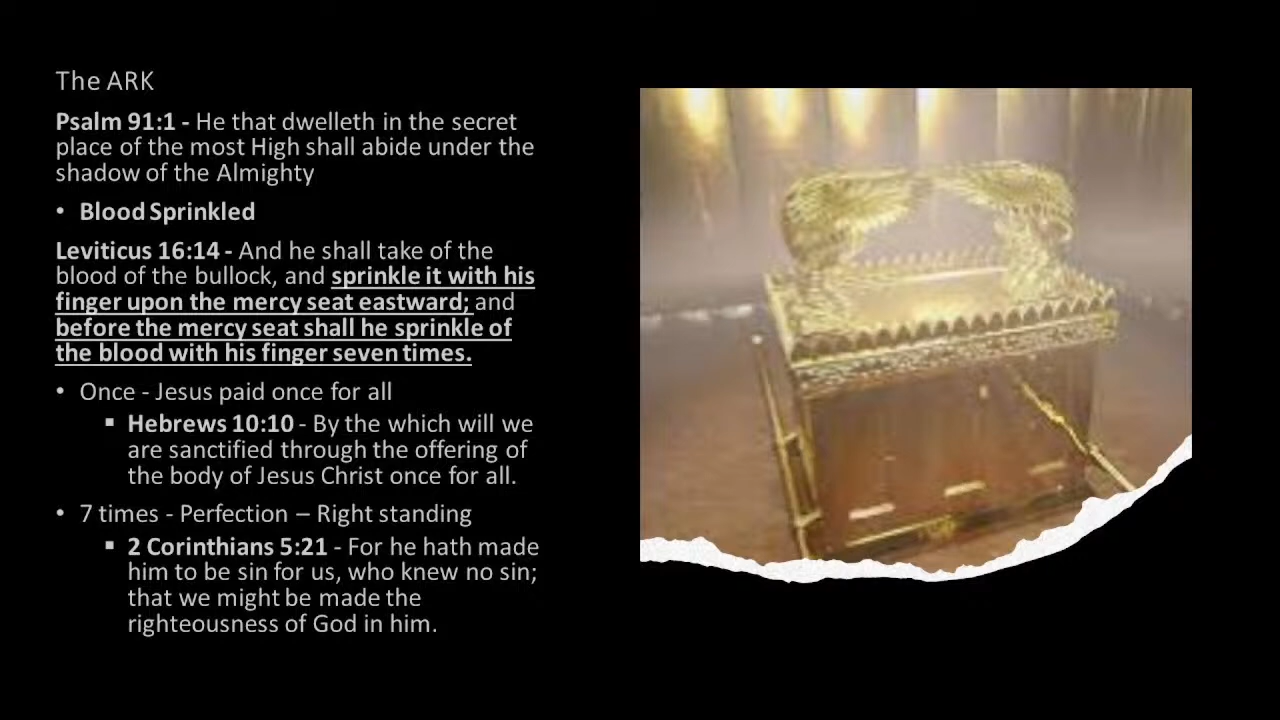 The ARK
Psalm 91:1 - He that dwelleth in the secret
place of the most High shall abide under the
shadow of the Almighty
• Blood Sprinkled
Leviticus 16:14 - And he shall take of the
blood of the bullock, and sprinkle it with his
finger upon the mercy seat eastward; and
before the mercy seat shall he sprinkle of
the blood with his finger seven times.
• Once - Jesus paid once for all
▪ Hebrews 10:10 - By the which will we
are sanctified through the offering of
the body of Jesus Christ once for all.
• 7 times - Perfection – Right standing
▪ 2 Corinthians 5:21 - For he hath made
him to be sin for us, who knew no sin;
that we might be made the
righteousness of God in him.